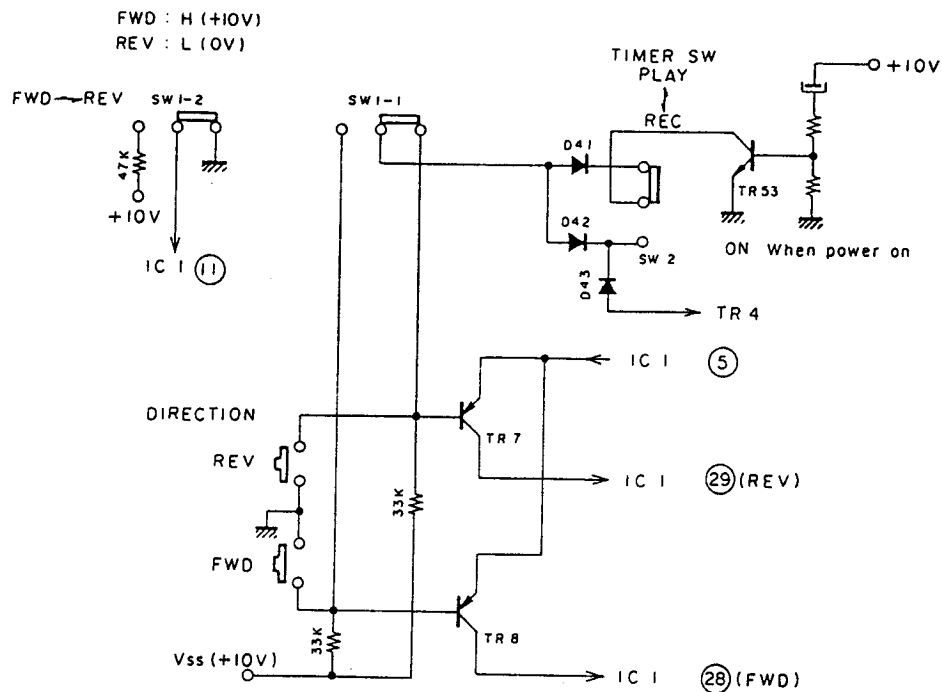 FWD : H (+10V)
REV : L (0V)
FWD REV
SW1-2
47K
+10V
IC 1 11
SW1-1
TIMER SW
PLAY
REC
+10V
D41
TR53
D42
SW 2
ON When power on
D43
TR 4
IC 1 5
DIRECTION
TR 7
REV
IC 1 29 (REV)
33K
FWD
TR 8
33K
Vss (+10V)
IC 1 28 (FWD)